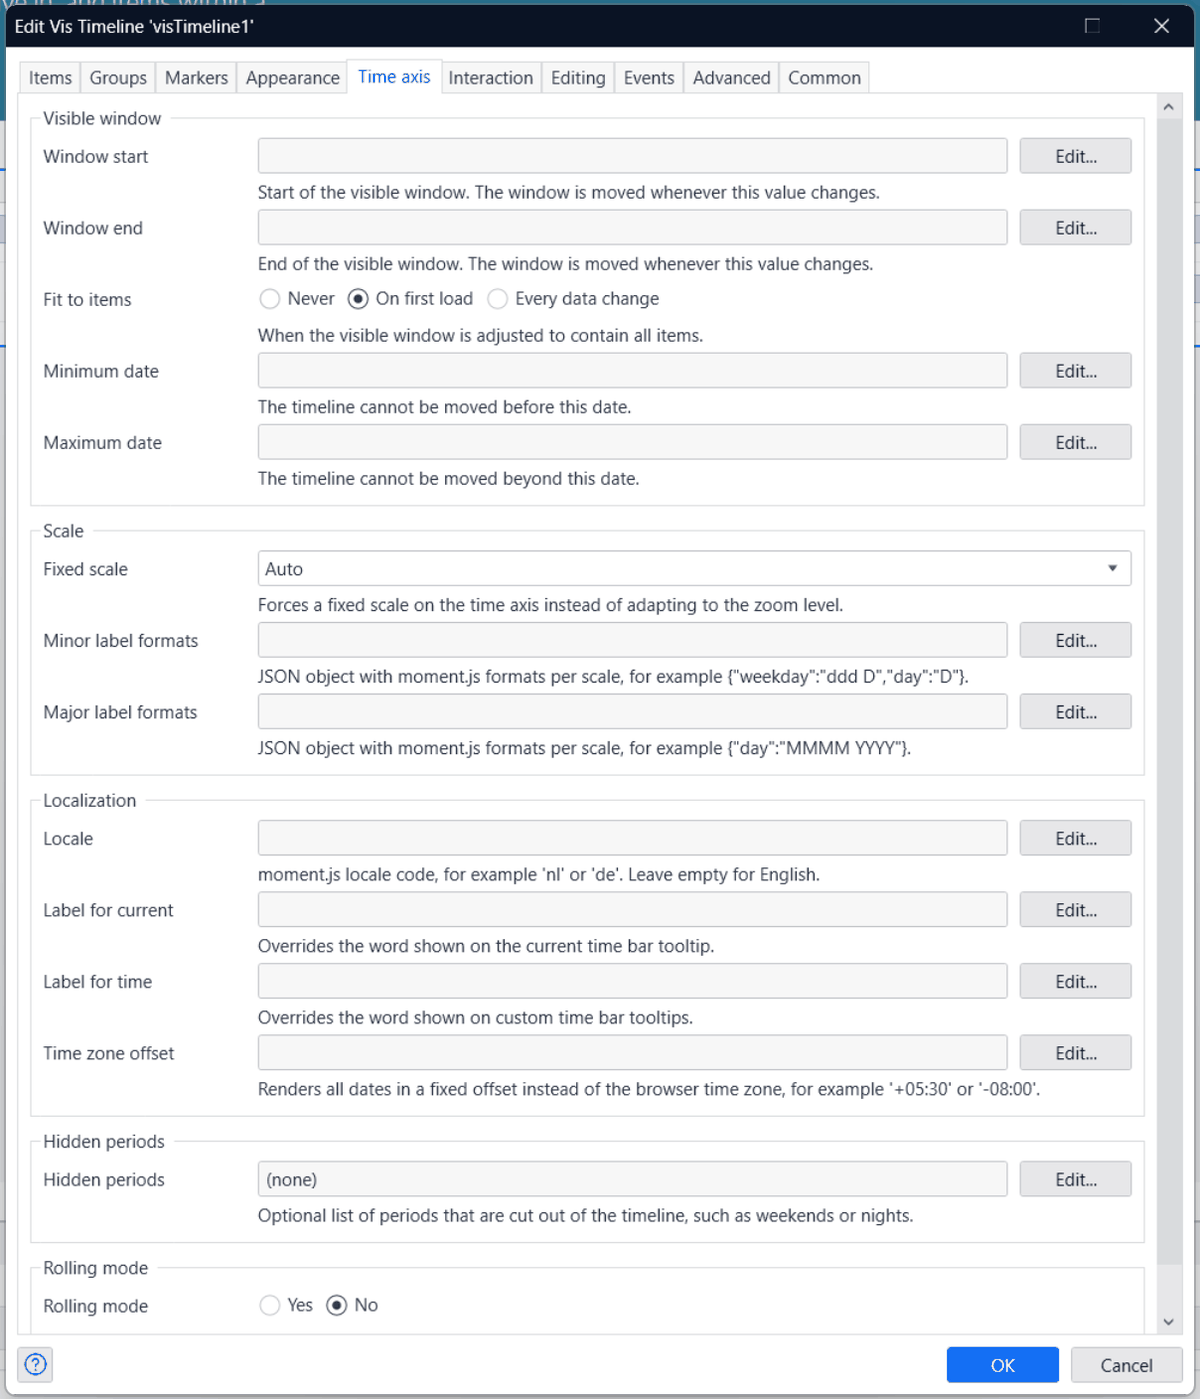 Edit Vis Timeline 'visTimeline1'
Items Groups Markers Appearance Time axis Interaction Editing Events Advanced Common
Visible window
Window start Edit...
Start of the visible window. The window is moved whenever this value changes.
Window end Edit...
End of the visible window. The window is moved whenever this value changes.
Fit to items Never On first load Every data change
When the visible window is adjusted to contain all items.
Minimum date Edit...
The timeline cannot be moved before this date.
Maximum date Edit...
The timeline cannot be moved beyond this date.
Scale
Fixed scale Auto
Forces a fixed scale on the time axis instead of adapting to the zoom level.
Minor label formats Edit...
JSON object with moment.js formats per scale, for example {"weekday":"ddd D","day":"D"}.
Major label formats Edit...
JSON object with moment.js formats per scale, for example {"day":"MMMM YYYY"}.
Localization
Locale Edit...
moment.js locale code, for example 'nl' or 'de'. Leave empty for English.
Label for current Edit...
Overrides the word shown on the current time bar tooltip.
Label for time Edit...
Overrides the word shown on custom time bar tooltips.
Time zone offset Edit...
Renders all dates in a fixed offset instead of the browser time zone, for example '+05:30' or '-08:00'.
Hidden periods
Hidden periods (none) Edit...
Optional list of periods that are cut out of the timeline, such as weekends or nights.
Rolling mode
Rolling mode Yes No
? OK Cancel